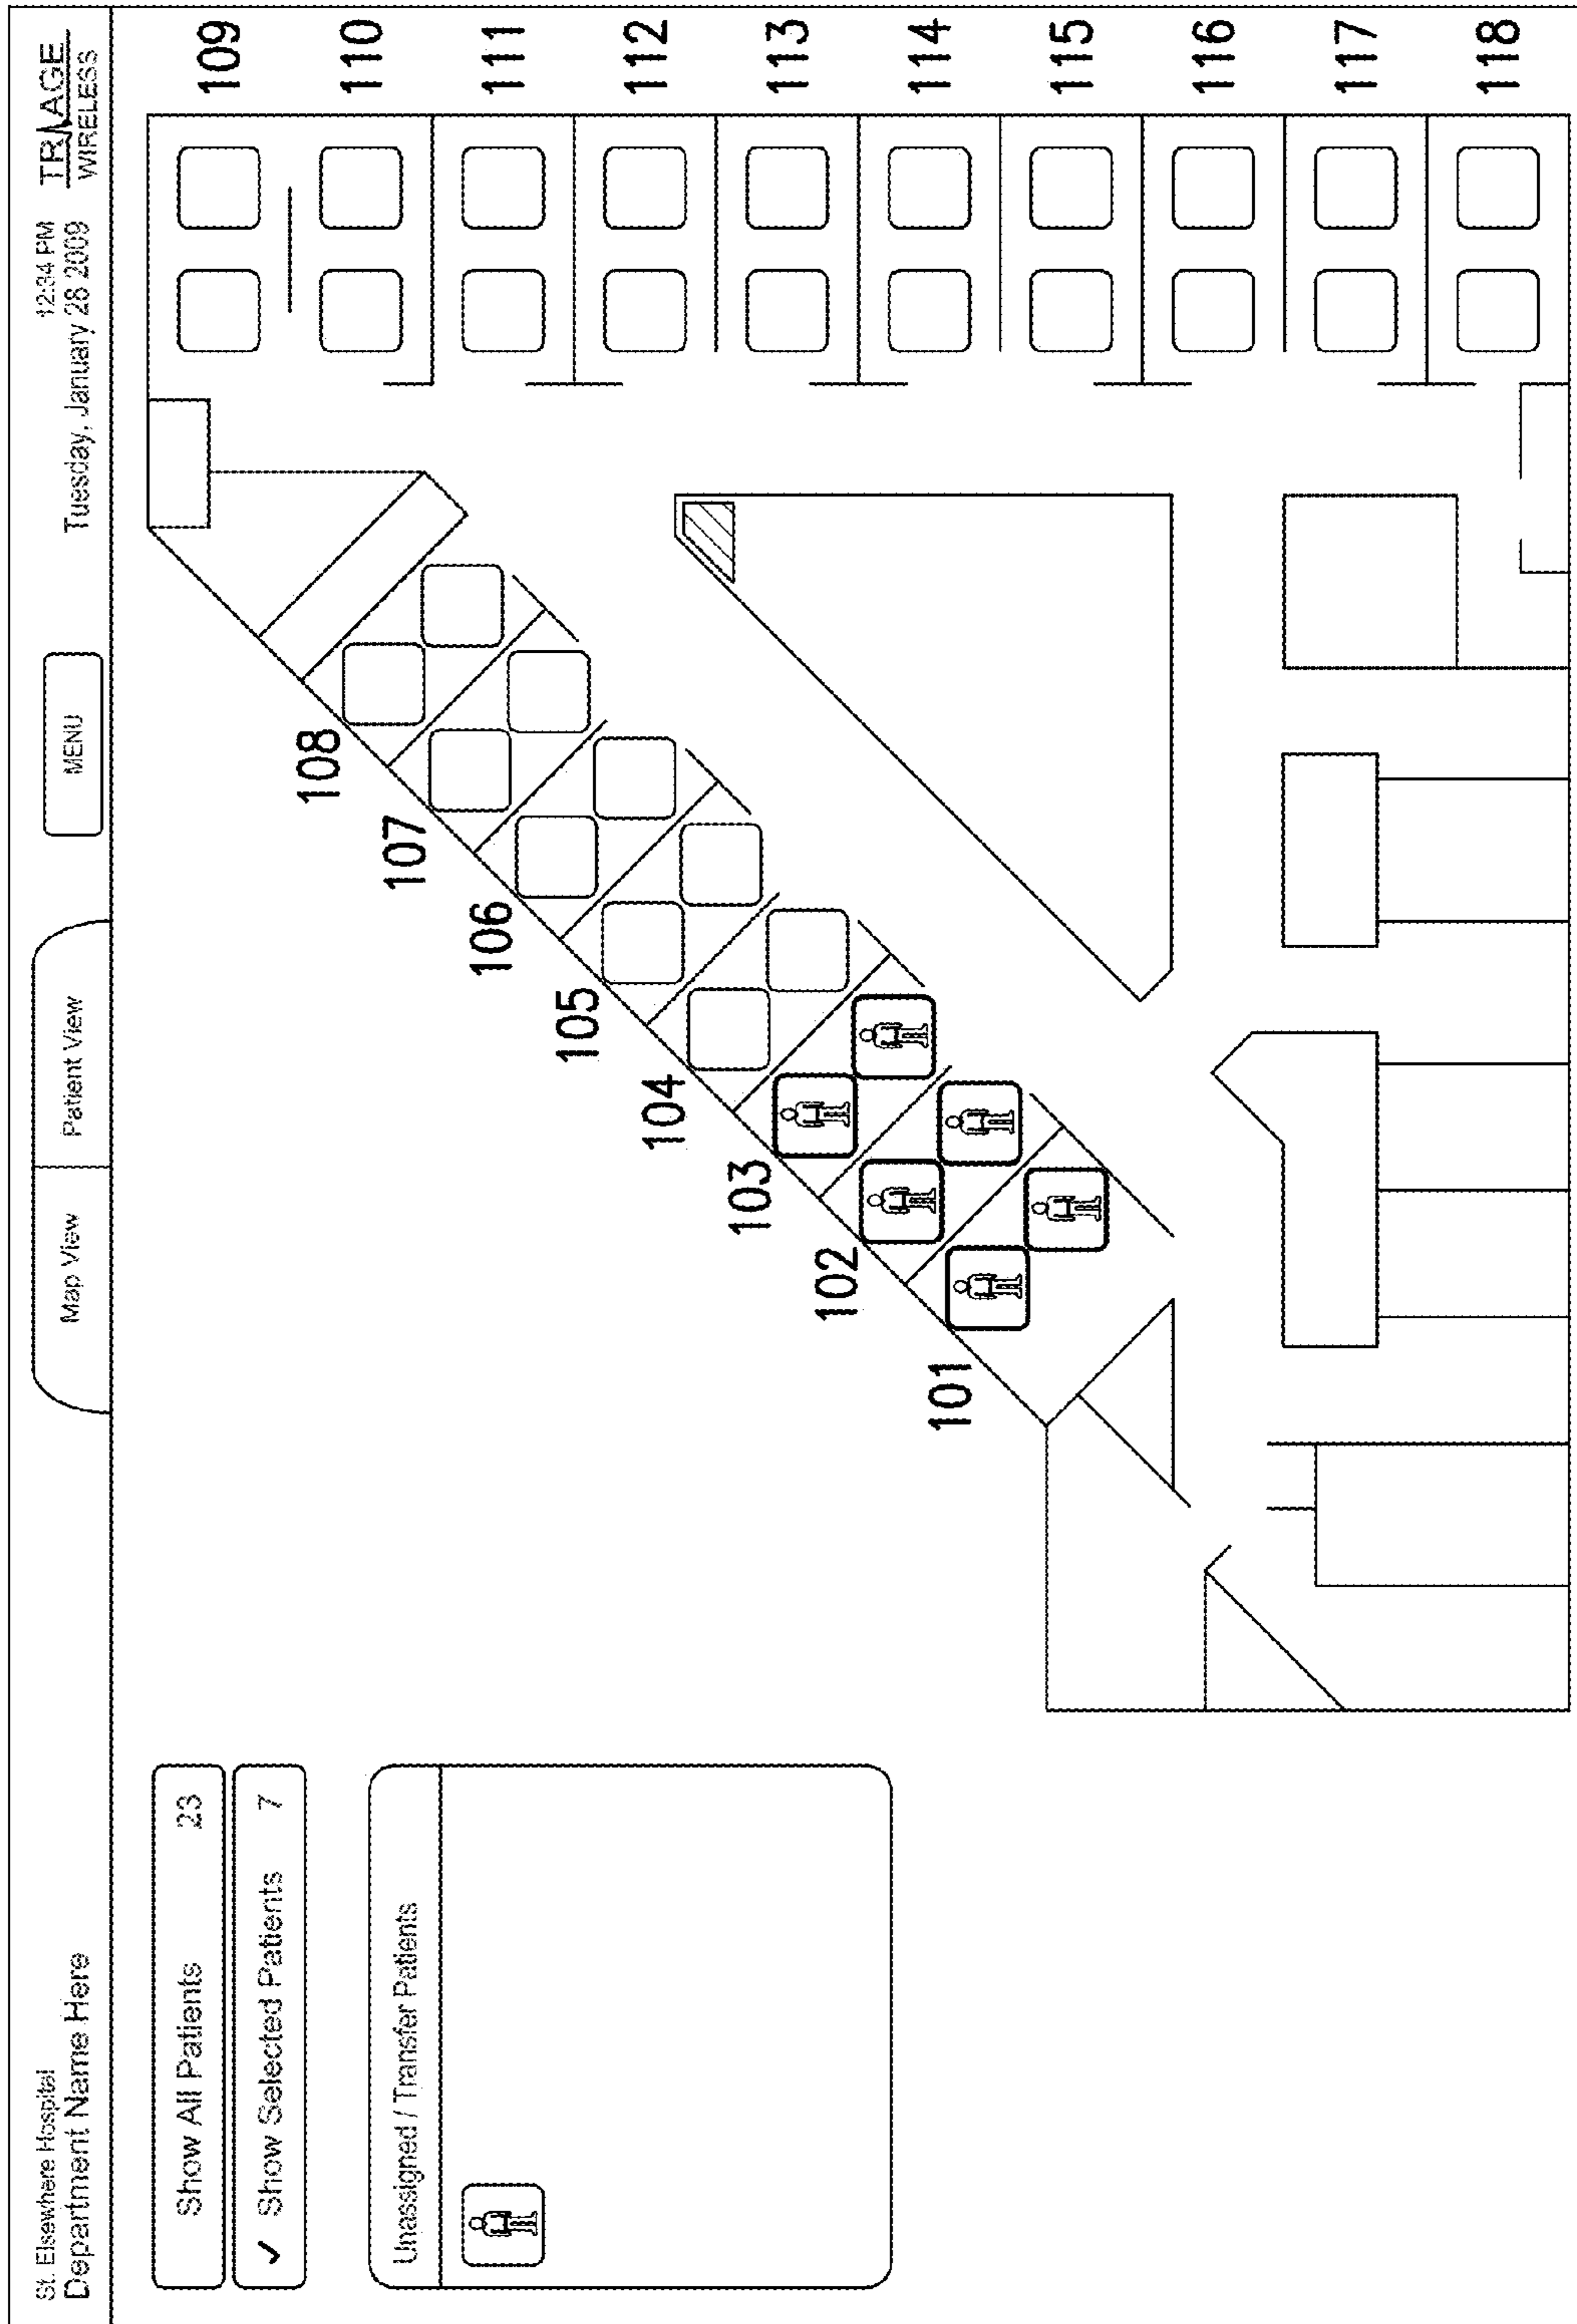 St. Elsewhere Hospital
Department Name Here
Map View
Patient View
MENU
12:34 PM
Tuesday, January 28 2009
TRIAGE
WIRELESS
Show All Patients 23
✓ Show Selected Patients 7
Unassigned / Transfer Patients
101
102
103
104
105
106
107
108
109
110
111
112
113
114
115
116
117
118